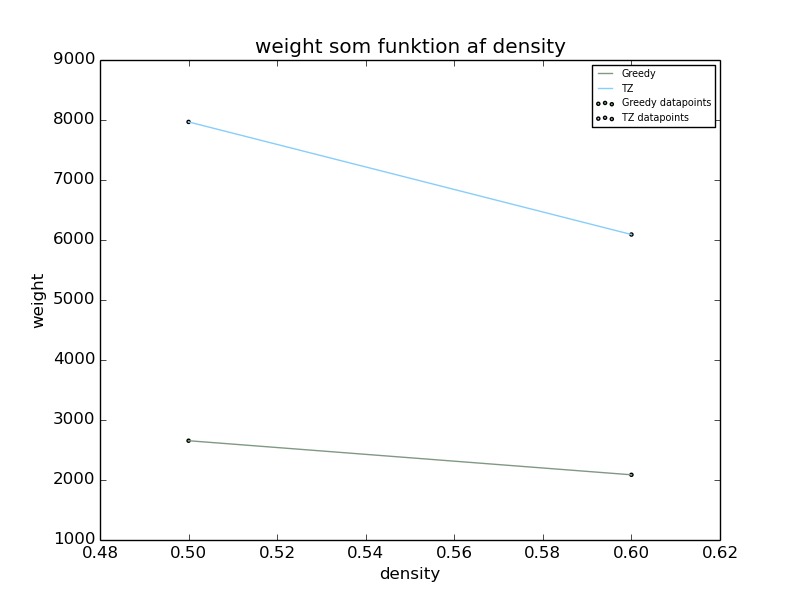 weight som funktion af density
9000
8000
7000
6000
5000
4000
3000
2000
1000
weight
Greedy
TZ
Greedy datapoints
TZ datapoints
0.48 0.50 0.52 0.54 0.56 0.58 0.60 0.62
density